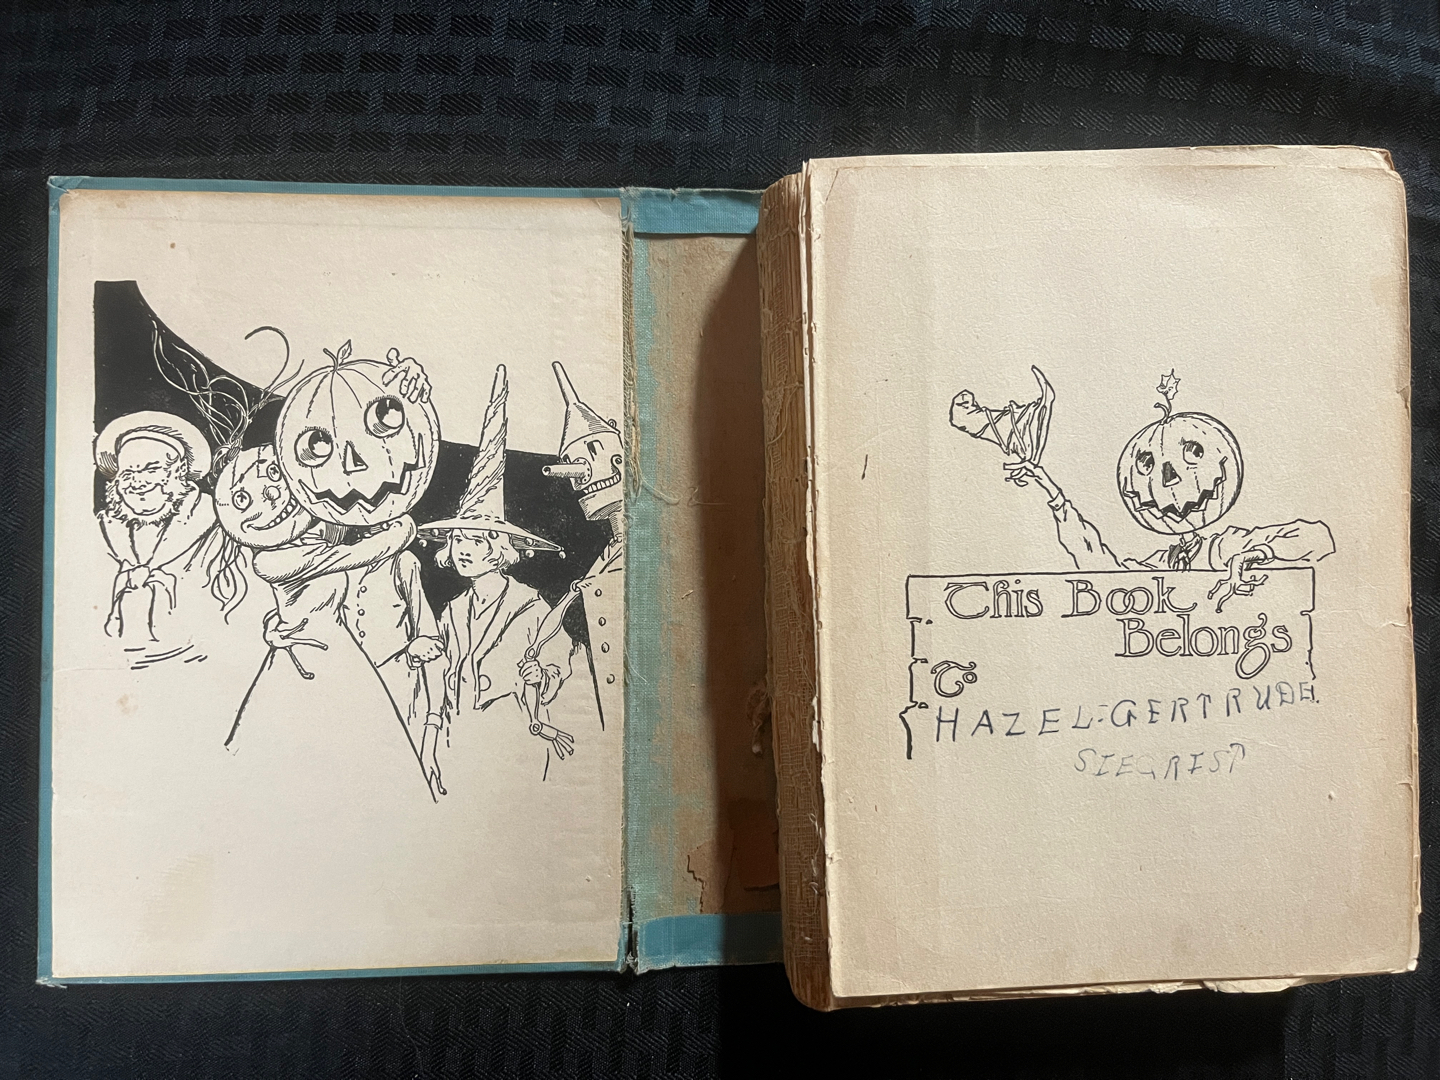 This Book
Belongs
To
HAZEL-GERTRUDE.
SIEGRIST